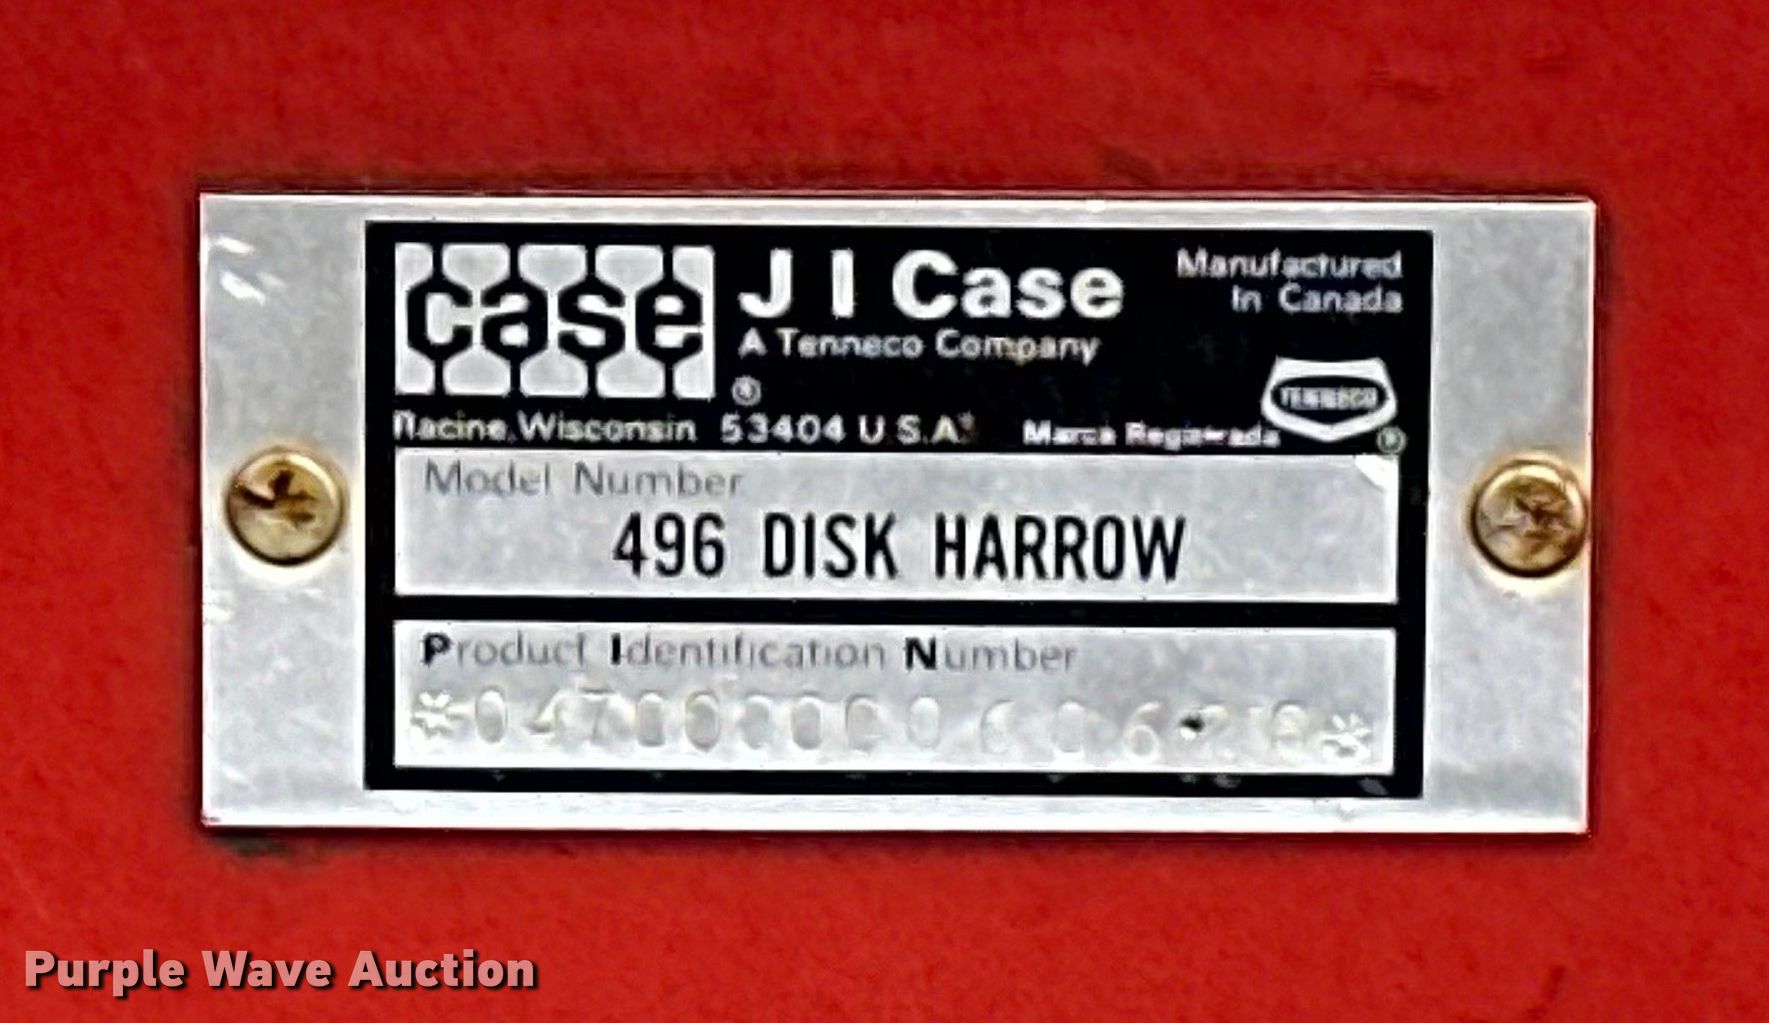 case
J I Case
A Tenneco Company
®
Manufactured
In Canada
TENNECO
®
Racine, Wisconsin 53404 U.S.A.
Marca Registrada
Model Number
496 DISK HARROW
Product Identification Number
Purple Wave Auction